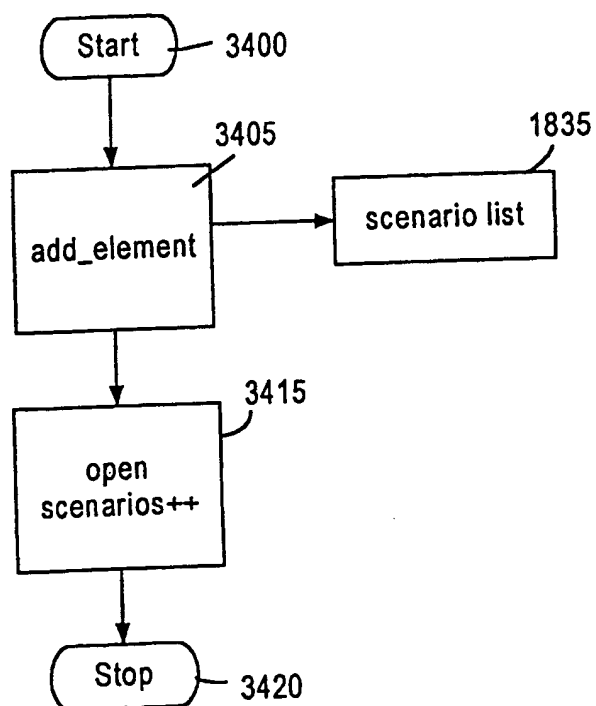 Start
3400
3405
1835
add_element
scenario list
3415
open
scenarios++
Stop
3420